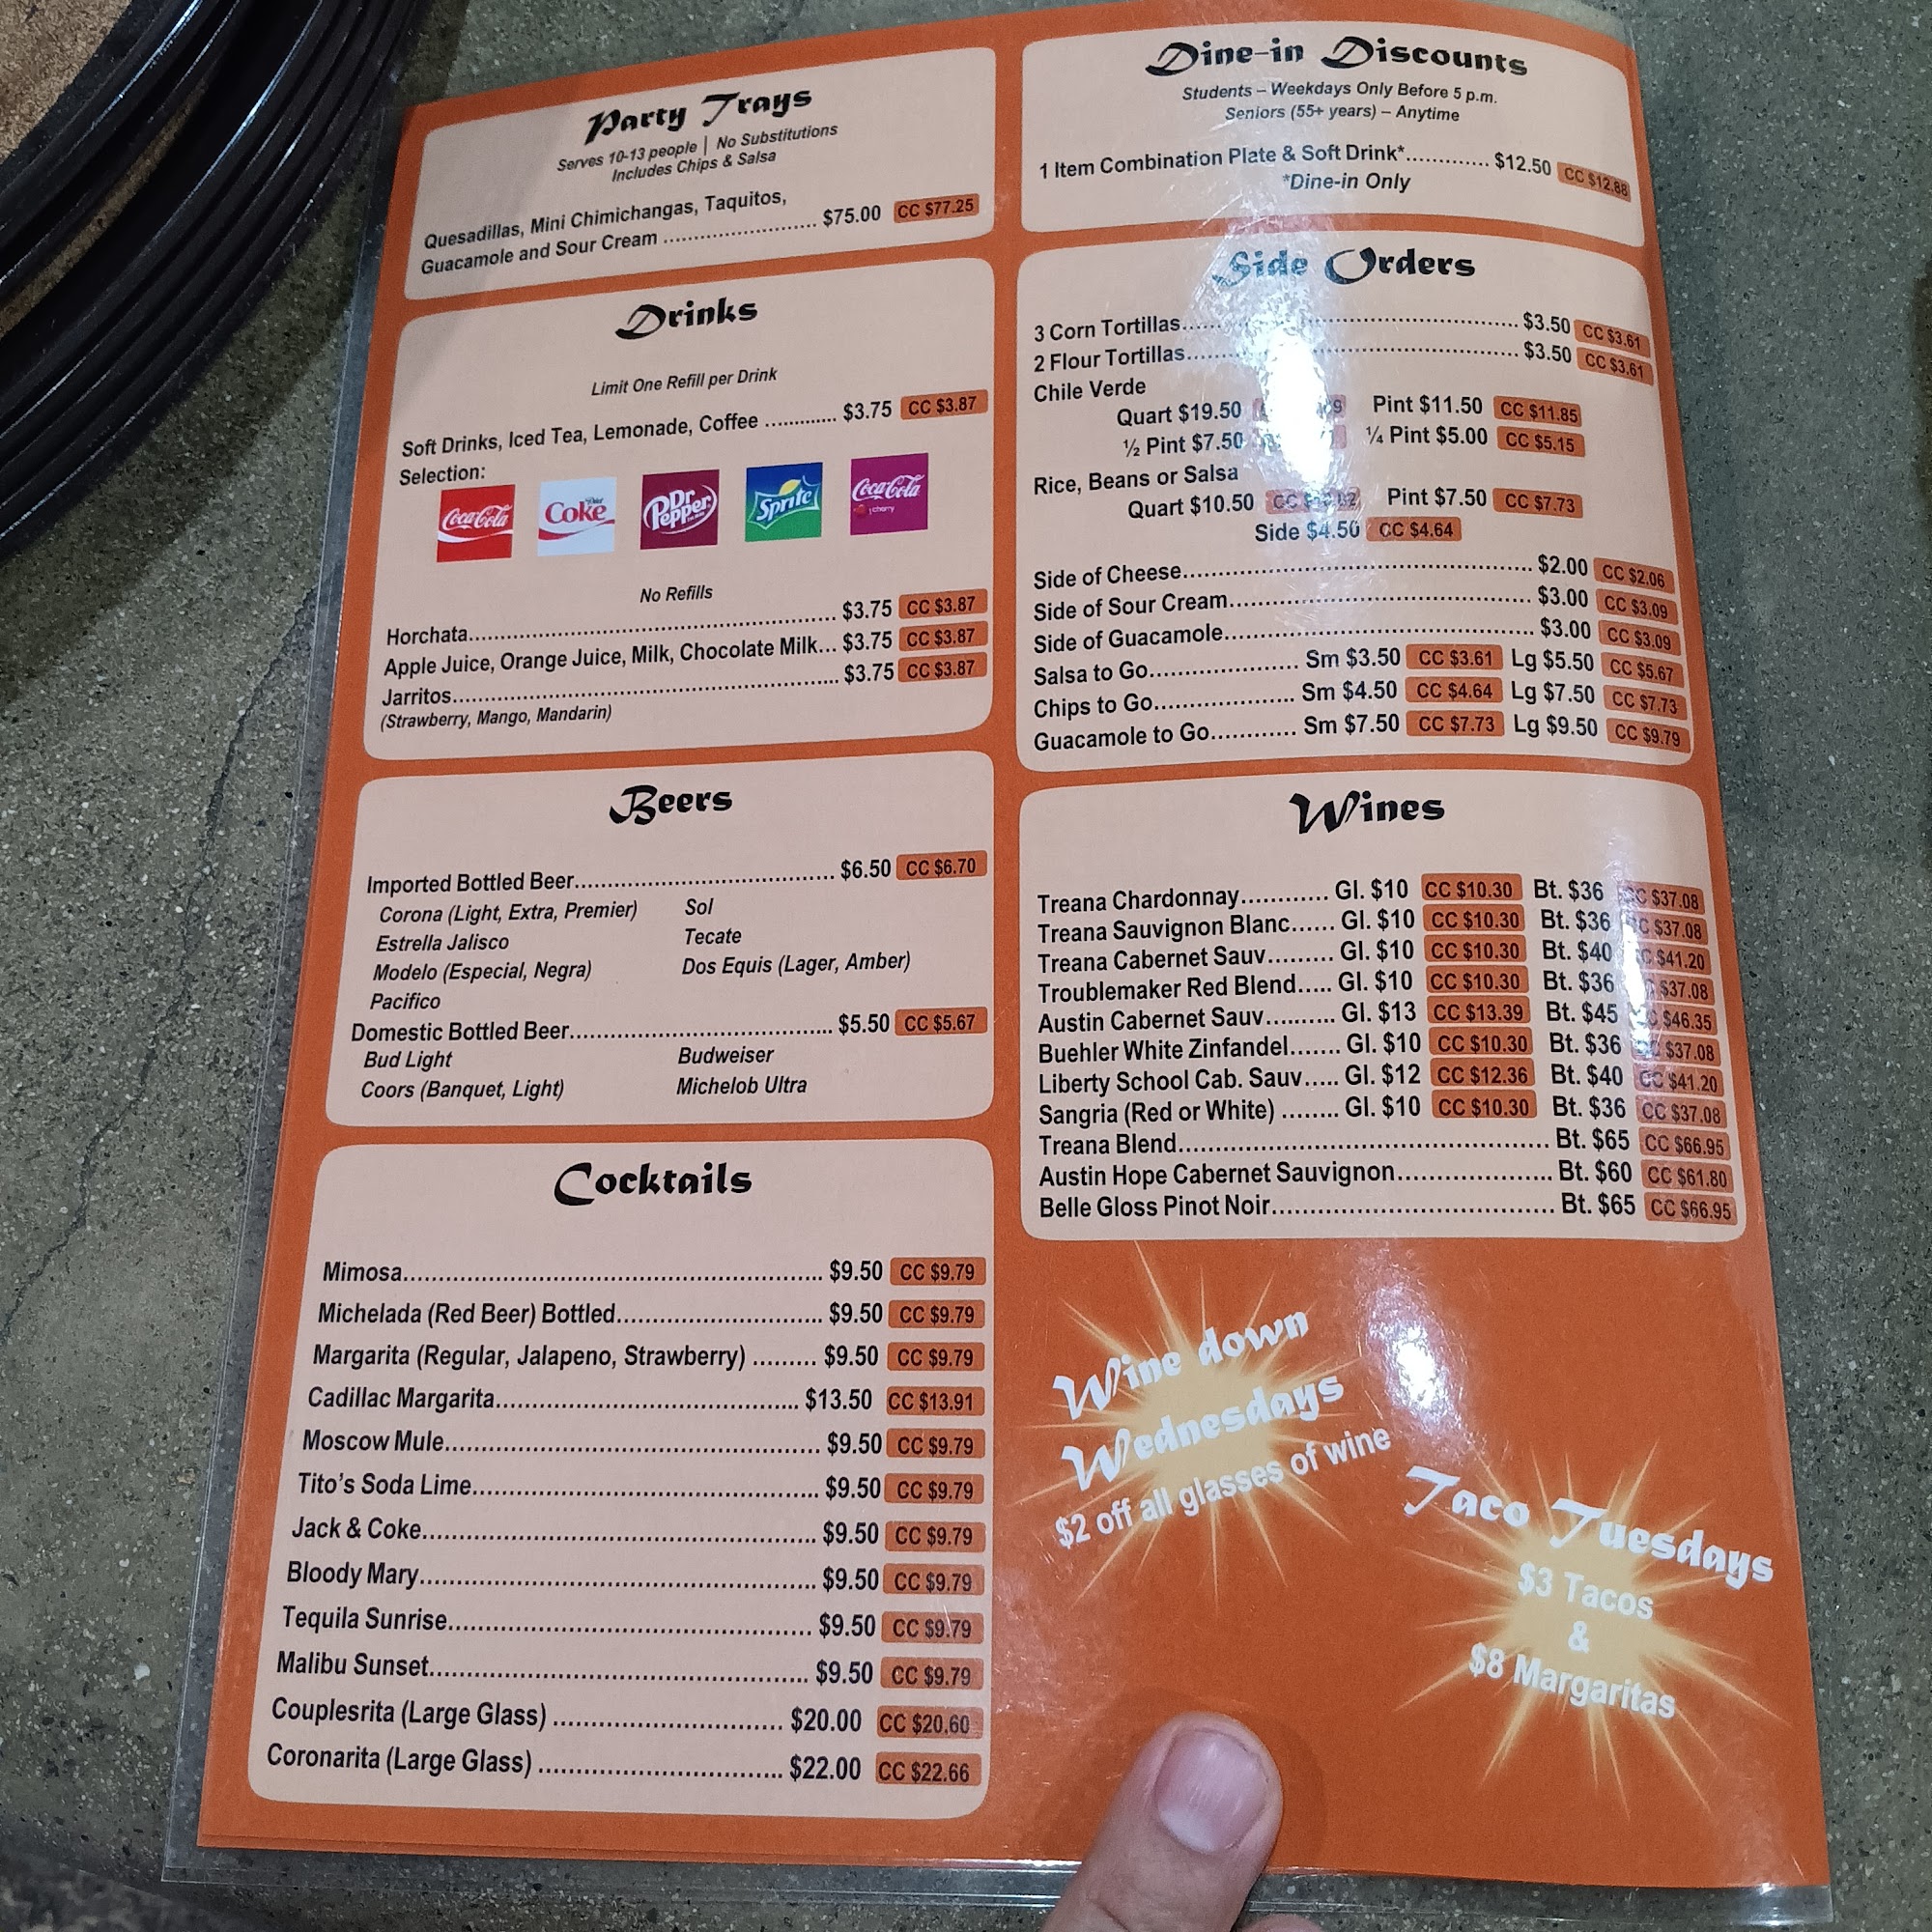 Party Trays
Serves 10-13 people | No Substitutions
Includes Chips & Salsa
Quesadillas, Mini Chimichangas, Taquitos,
Guacamole and Sour Cream ........................ $75.00 CC $77.25
Drinks
Limit One Refill per Drink
Soft Drinks, Iced Tea, Lemonade, Coffee ............ $3.75 CC $3.87
Selection:
Coca-Cola Diet Coke Dr Pepper Sprite Coca-Cola cherry
No Refills
Horchata........................ $3.75 CC $3.87
Apple Juice, Orange Juice, Milk, Chocolate Milk... $3.75 CC $3.87
Jarritos........................ $3.75 CC $3.87
(Strawberry, Mango, Mandarin)
Beers
Imported Bottled Beer........................ $6.50 CC $6.70
Corona (Light, Extra, Premier) Sol
Estrella Jalisco Tecate
Modelo (Especial, Negra) Dos Equis (Lager, Amber)
Pacifico
Domestic Bottled Beer........................ $5.50 CC $5.67
Bud Light Budweiser
Coors (Banquet, Light) Michelob Ultra
Cocktails
Mimosa........................ $9.50 CC $9.79
Michelada (Red Beer) Bottled........................ $9.50 CC $9.79
Margarita (Regular, Jalapeno, Strawberry) ......... $9.50 CC $9.79
Cadillac Margarita........................ $13.50 CC $13.91
Moscow Mule........................ $9.50 CC $9.79
Tito's Soda Lime........................ $9.50 CC $9.79
Jack & Coke........................ $9.50 CC $9.79
Bloody Mary........................ $9.50 CC $9.79
Tequila Sunrise........................ $9.50 CC $9.79
Malibu Sunset........................ $9.50 CC $9.79
Couplesrita (Large Glass) ........................ $20.00 CC $20.60
Coronarita (Large Glass) ........................ $22.00 CC $22.66
Dine-in Discounts
Students – Weekdays Only Before 5 p.m.
Seniors (55+ years) – Anytime
1 Item Combination Plate & Soft Drink*............ $12.50 CC $12.88
*Dine-in Only
Side Orders
3 Corn Tortillas........................ $3.50 CC $3.61
2 Flour Tortillas........................ $3.50 CC $3.61
Chile Verde
Quart $19.50 Pint $11.50 CC $11.85
½ Pint $7.50 ¼ Pint $5.00 CC $5.15
Rice, Beans or Salsa
Quart $10.50 CC Pint $7.50 CC $7.73
Side $4.50 CC $4.64
Side of Cheese........................ $2.00 CC $2.06
Side of Sour Cream........................ $3.00 CC $3.09
Side of Guacamole........................ $3.00 CC $3.09
Salsa to Go..................... Sm $3.50 CC $3.61 Lg $5.50 CC $5.67
Chips to Go.................... Sm $4.50 CC $4.64 Lg $7.50 CC $7.73
Guacamole to Go............ Sm $7.50 CC $7.73 Lg $9.50 CC $9.79
Wines
Treana Chardonnay............ Gl. $10 CC $10.30 Bt. $36 CC $37.08
Treana Sauvignon Blanc...... Gl. $10 CC $10.30 Bt. $36 CC $37.08
Treana Cabernet Sauv......... Gl. $10 CC $10.30 Bt. $40 CC $41.20
Troublemaker Red Blend..... Gl. $10 CC $10.30 Bt. $36 CC $37.08
Austin Cabernet Sauv.......... Gl. $13 CC $13.39 Bt. $45 CC $46.35
Buehler White Zinfandel....... Gl. $10 CC $10.30 Bt. $36 CC $37.08
Liberty School Cab. Sauv..... Gl. $12 CC $12.36 Bt. $40 CC $41.20
Sangria (Red or White) ........ Gl. $10 CC $10.30 Bt. $36 CC $37.08
Treana Blend........................ Bt. $65 CC $66.95
Austin Hope Cabernet Sauvignon...................... Bt. $60 CC $61.80
Belle Gloss Pinot Noir........................ Bt. $65 CC $66.95
Wine down
Wednesdays
$2 off all glasses of wine
Taco Tuesdays
$3 Tacos
&
$8 Margaritas